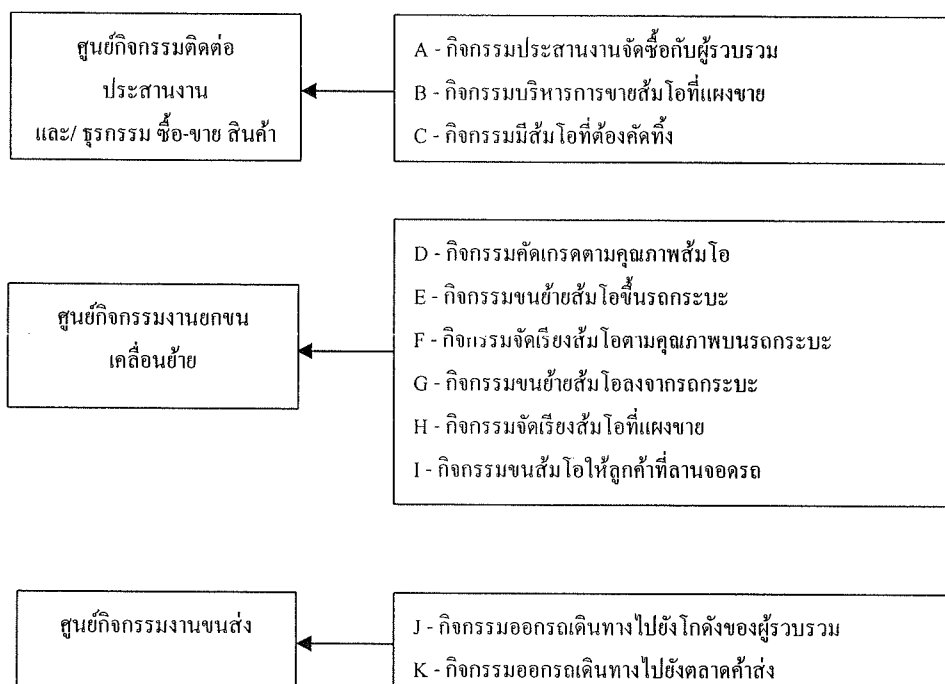 ศูนย์กิจกรรมติดต่อ
ประสานงาน
และ/ ธุรกรรม ซื้อ-ขาย สินค้า
A - กิจกรรมประสานงานจัดซื้อกับผู้รวบรวม
B - กิจกรรมบริหารการขายส้มโอที่แผงขาย
C - กิจกรรมมีส้มโอที่ต้องคัดทิ้ง
ศูนย์กิจกรรมงานยกขน
เคลื่อนย้าย
D - กิจกรรมคัดเกรดตามคุณภาพส้มโอ
E - กิจกรรมขนย้ายส้มโอขึ้นรถกระบะ
F - กิจกรรมจัดเรียงส้มโอตามคุณภาพบนรถกระบะ
G - กิจกรรมขนย้ายส้มโอลงจากรถกระบะ
H - กิจกรรมจัดเรียงส้มโอที่แผงขาย
I - กิจกรรมขนส้มโอให้ลูกค้าที่ลานจอดรถ
ศูนย์กิจกรรมงานขนส่ง
J - กิจกรรมออกรถเดินทางไปยังโกดังของผู้รวบรวม
K - กิจกรรมออกรถเดินทางไปยังตลาดค้าส่ง